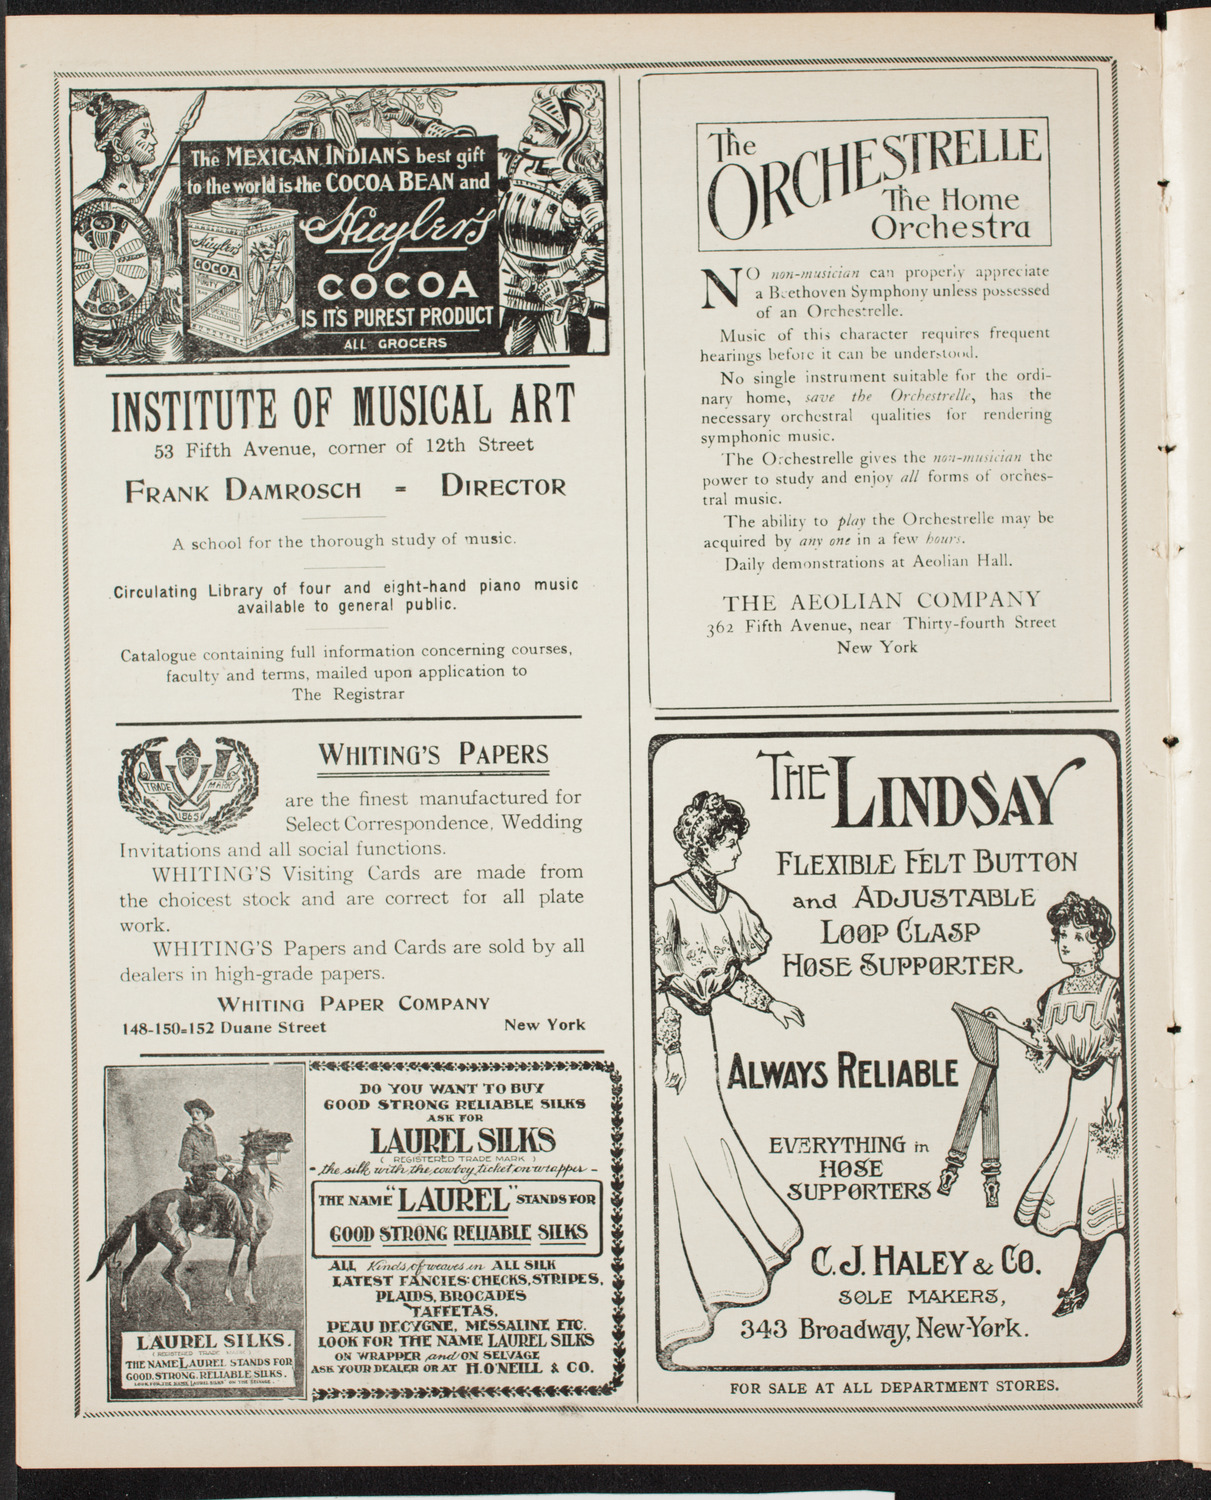 The MEXICAN INDIANS best gift
to the world is the COCOA BEAN and
Huyler's
COCOA
IS ITS PUREST PRODUCT
ALL GROCERS
Huyler's
COCOA
INSTITUTE OF MUSICAL ART
53 Fifth Avenue, corner of 12th Street
FRANK DAMROSCH = DIRECTOR
A school for the thorough study of music.
Circulating Library of four and eight-hand piano music
available to general public.
Catalogue containing full information concerning courses,
faculty and terms, mailed upon application to
The Registrar
TRADE MARK
1865
WHITING'S PAPERS
are the finest manufactured for
Select Correspondence, Wedding
Invitations and all social functions.
WHITING'S Visiting Cards are made from
the choicest stock and are correct for all plate
work.
WHITING'S Papers and Cards are sold by all
dealers in high-grade papers.
WHITING PAPER COMPANY
148-150=152 Duane Street New York
LAUREL SILKS.
(REGISTERED TRADE MARK)
THE NAME LAUREL STANDS FOR
GOOD, STRONG, RELIABLE SILKS.
LOOK FOR THE NAME LAUREL SILKS ON THE SELVAGE.
DO YOU WANT TO BUY
GOOD STRONG RELIABLE SILKS
ASK FOR
LAUREL SILKS
( REGISTERED TRADE MARK )
- the silk with the cowboy ticket on wrapper -
THE NAME "LAUREL" STANDS FOR
GOOD STRONG RELIABLE SILKS
ALL Kinds of weaves in ALL SILK
LATEST FANCIES: CHECKS, STRIPES,
PLAIDS, BROCADES
TAFFETAS,
PEAU DE CYGNE, MESSALINE ETC.
LOOK FOR THE NAME LAUREL SILKS
ON WRAPPER and ON SELVAGE
ASK YOUR DEALER OR AT H. O'NEILL & CO.
The
ORCHESTRELLE
The Home
Orchestra
NO non-musician can properly appreciate
a Beethoven Symphony unless possessed
of an Orchestrelle.
Music of this character requires frequent
hearings before it can be understood.
No single instrument suitable for the ordi-
nary home, save the Orchestrelle, has the
necessary orchestral qualities for rendering
symphonic music.
The Orchestrelle gives the non-musician the
power to study and enjoy all forms of orches-
tral music.
The ability to play the Orchestrelle may be
acquired by any one in a few hours.
Daily demonstrations at Aeolian Hall.
THE AEOLIAN COMPANY
362 Fifth Avenue, near Thirty-fourth Street
New York
THE LINDSAY
FLEXIBLE FELT BUTTON
and ADJUSTABLE
LOOP CLASP
HOSE SUPPORTER.
ALWAYS RELIABLE
EVERYTHING in
HOSE
SUPPORTERS
C. J. HALEY & CO.
SOLE MAKERS,
343 Broadway, New-York.
FOR SALE AT ALL DEPARTMENT STORES.